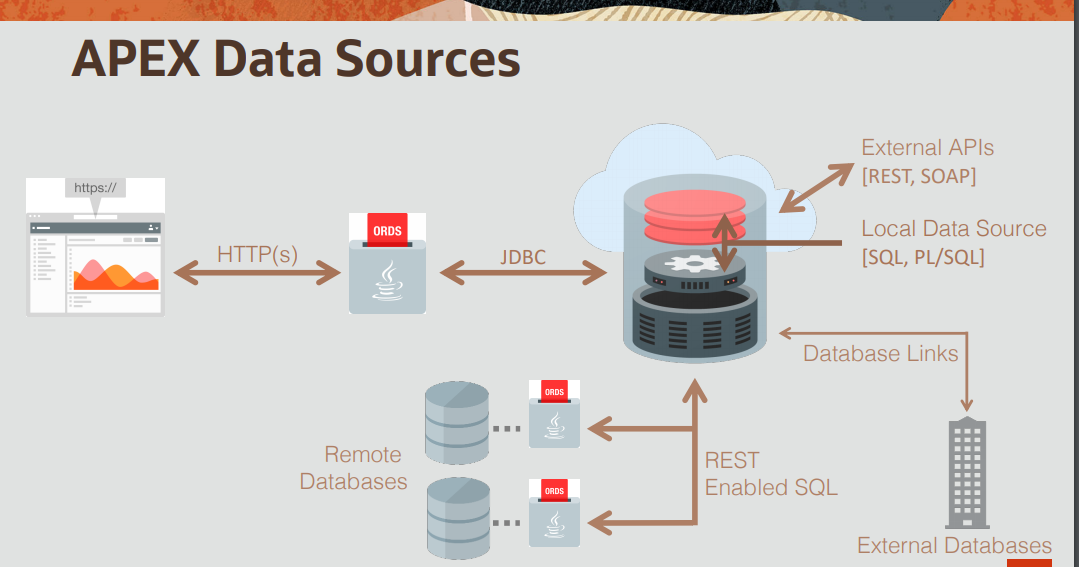 APEX Data Sources
https://
HTTP(s)
ORDS
JDBC
External APIs
[REST, SOAP]
Local Data Source
[SQL, PL/SQL]
Database Links
ORDS
Remote
Databases
ORDS
REST
Enabled SQL
External Databases